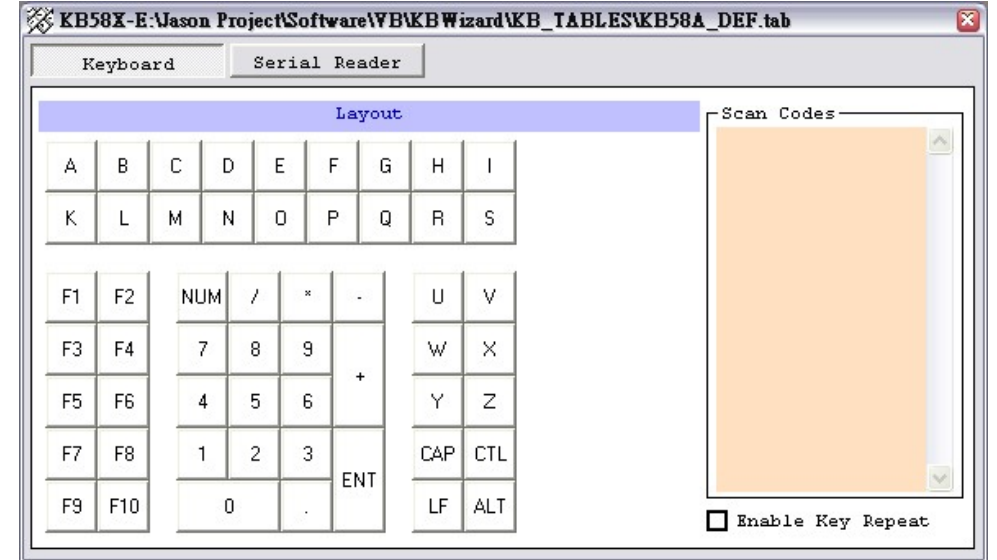 KB58X-E:\Jason Project\Software\VB\KBWizard\KB_TABLES\KB58A_DEF.tab
Keyboard Serial Reader
Layout
Scan Codes
A B C D E F G H I
K L M N O P Q R S
F1 F2 NUM / * - U V
F3 F4 7 8 9 W X
+
F5 F6 4 5 6 Y Z
F7 F8 1 2 3 CAP CTL
ENT
F9 F10 0 . LF ALT
Enable Key Repeat